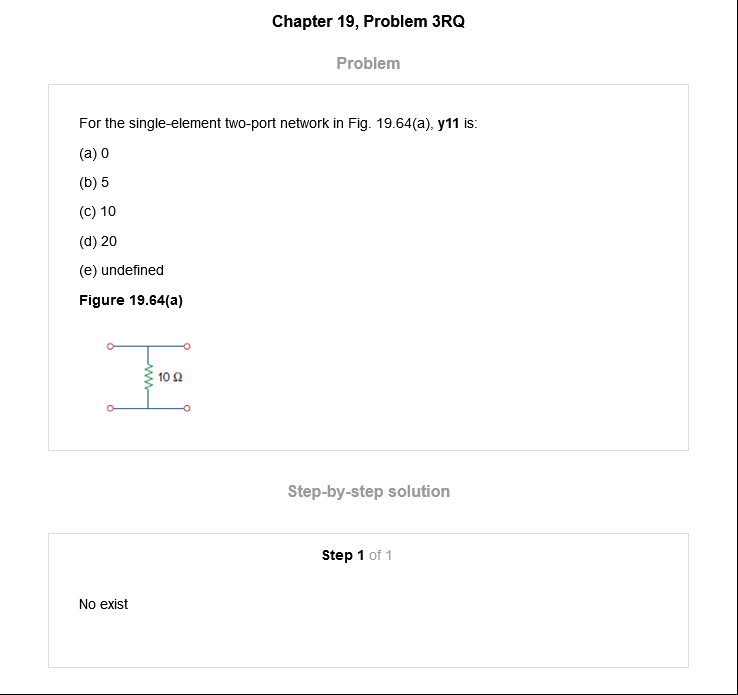 Chapter 19, Problem 3RQ
Problem
For the single-element two-port network in Fig. 19.64(a), y11 is:
(a) 0
(b) 5
(c) 10
(d) 20
(e) undefined
Figure 19.64(a)
10 Ω
Step-by-step solution
Step 1 of 1
No exist